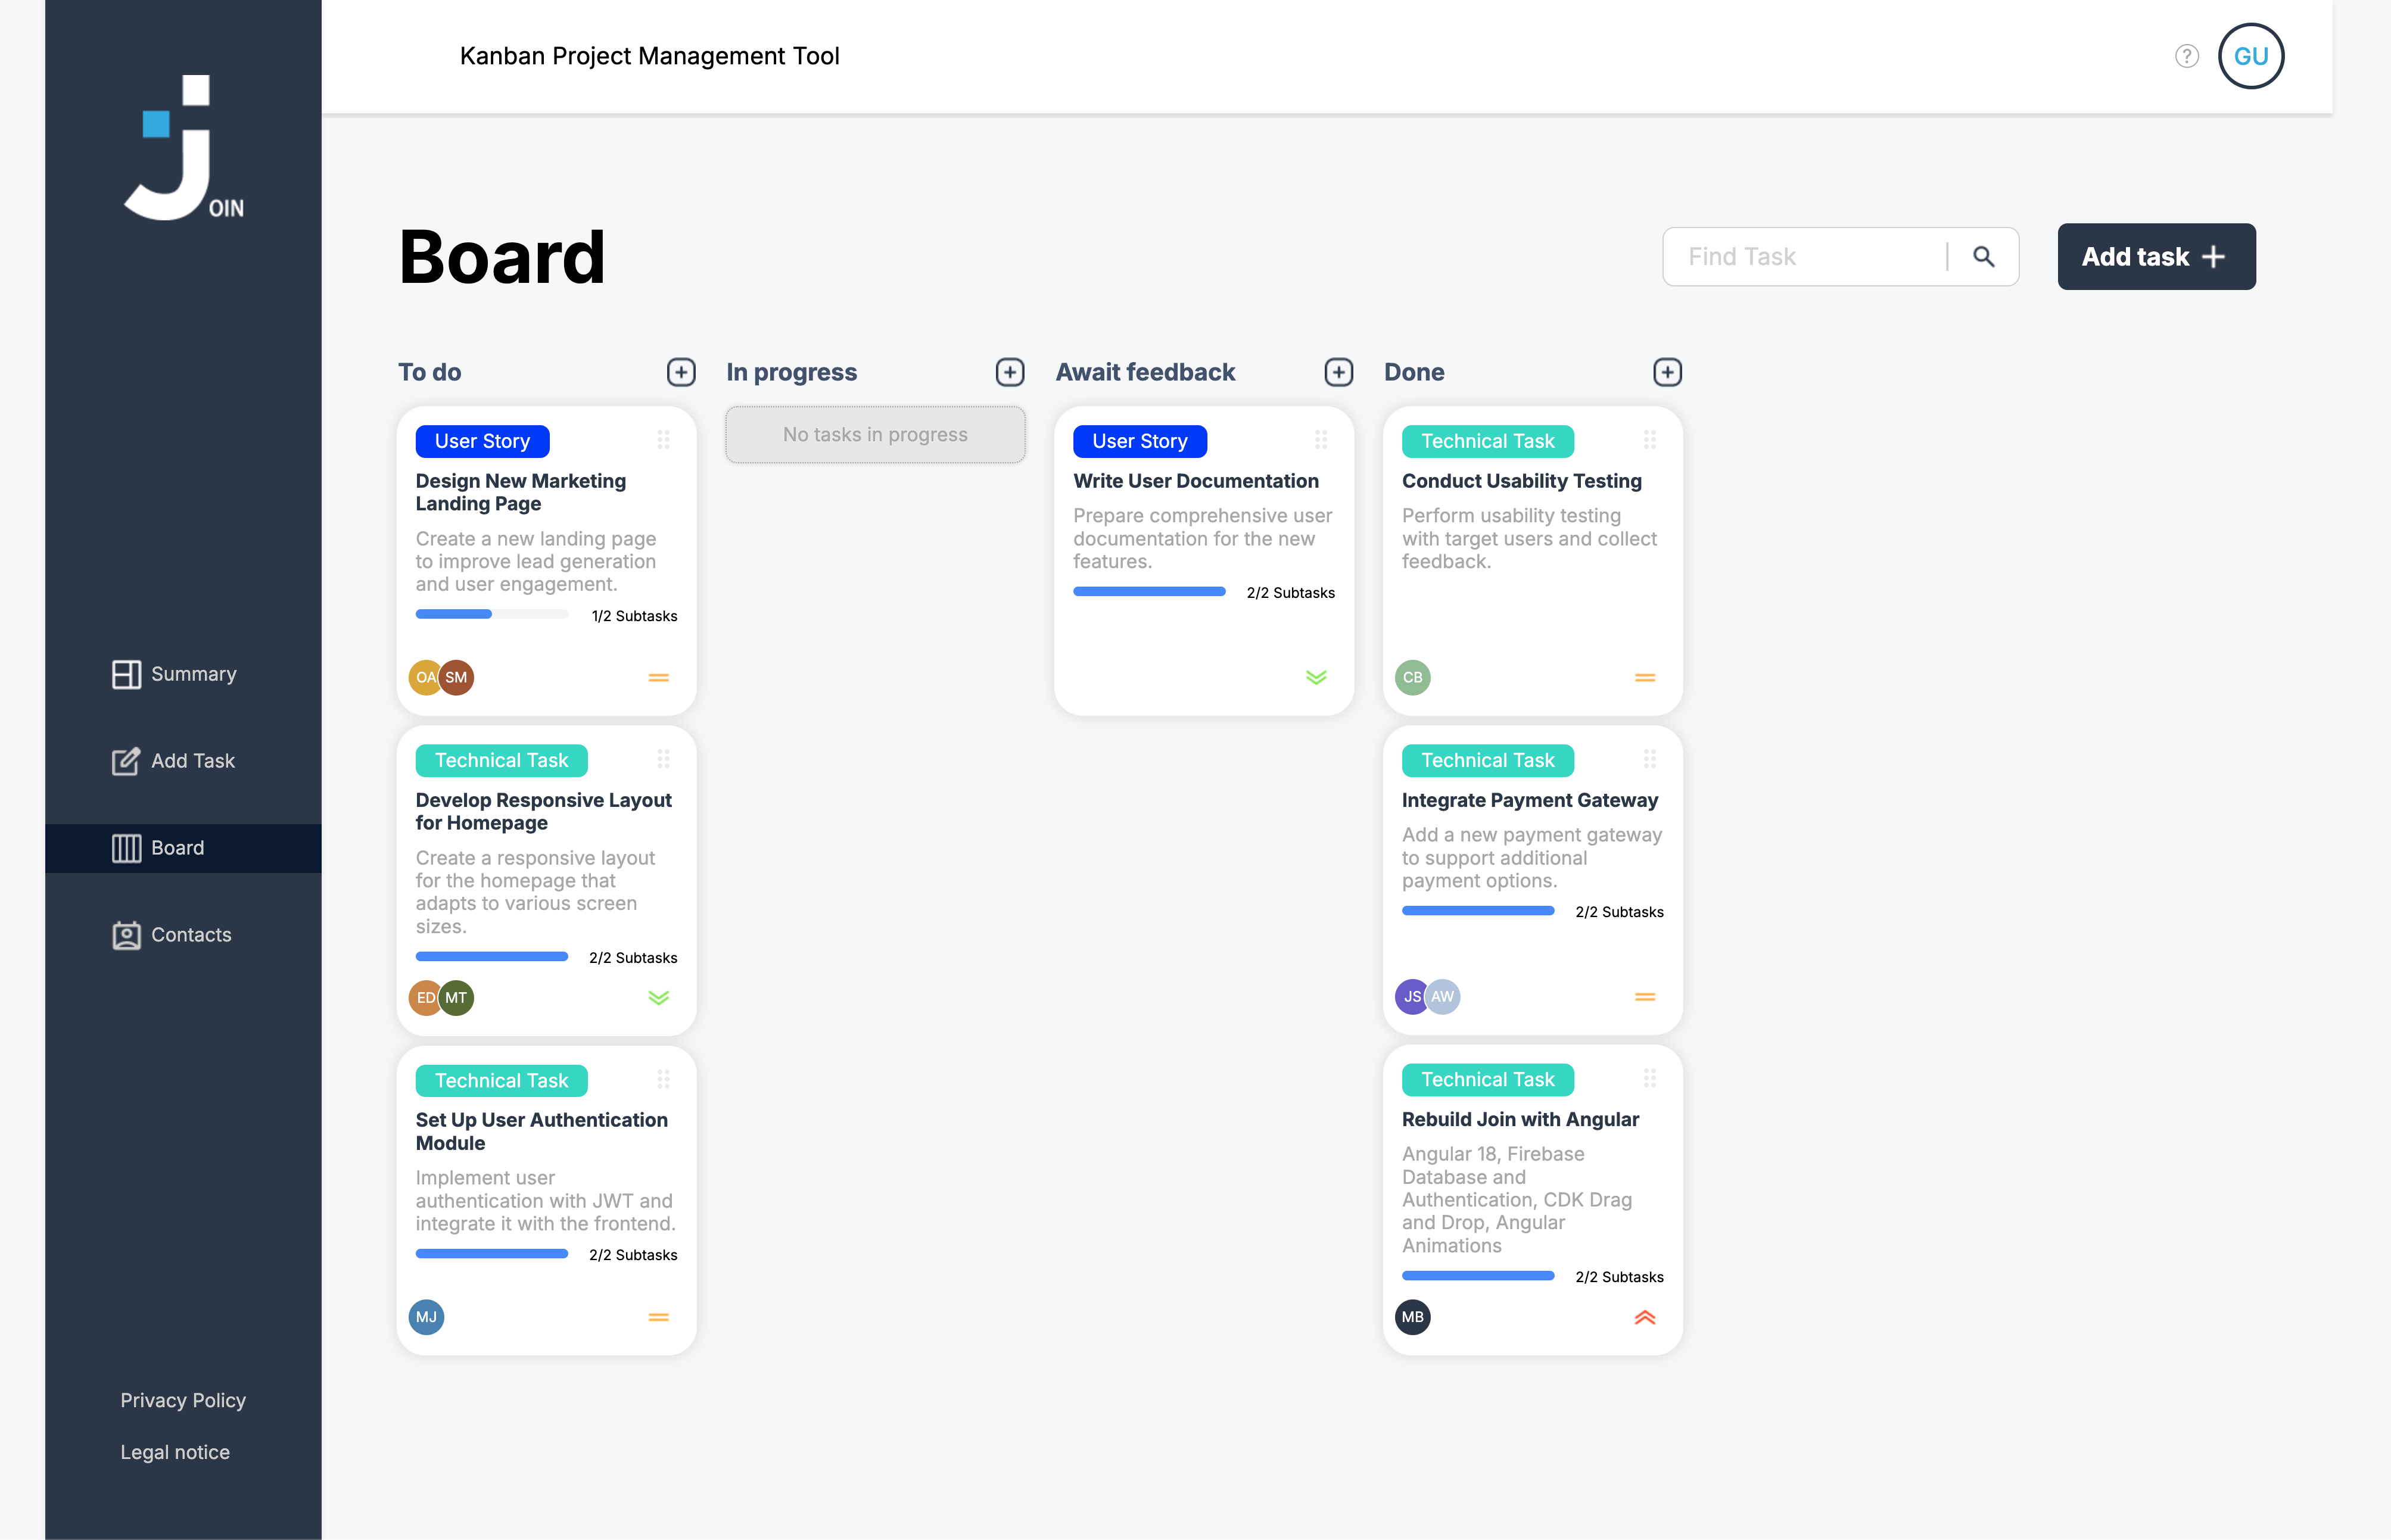 OIN
Summary
Add Task
Board
Contacts
Privacy Policy
Legal notice
Kanban Project Management Tool
?
GU
Board
Find Task
Add task
To do
User Story
Design New Marketing
Landing Page
Create a new landing page
to improve lead generation
and user engagement.
1/2 Subtasks
OA
SM
Technical Task
Develop Responsive Layout
for Homepage
Create a responsive layout
for the homepage that
adapts to various screen
sizes.
2/2 Subtasks
ED
MT
Technical Task
Set Up User Authentication
Module
Implement user
authentication with JWT and
integrate it with the frontend.
2/2 Subtasks
MJ
In progress
No tasks in progress
Await feedback
User Story
Write User Documentation
Prepare comprehensive user
documentation for the new
features.
2/2 Subtasks
Done
Technical Task
Conduct Usability Testing
Perform usability testing
with target users and collect
feedback.
CB
Technical Task
Integrate Payment Gateway
Add a new payment gateway
to support additional
payment options.
2/2 Subtasks
JS
AW
Technical Task
Rebuild Join with Angular
Angular 18, Firebase
Database and
Authentication, CDK Drag
and Drop, Angular
Animations
2/2 Subtasks
MB